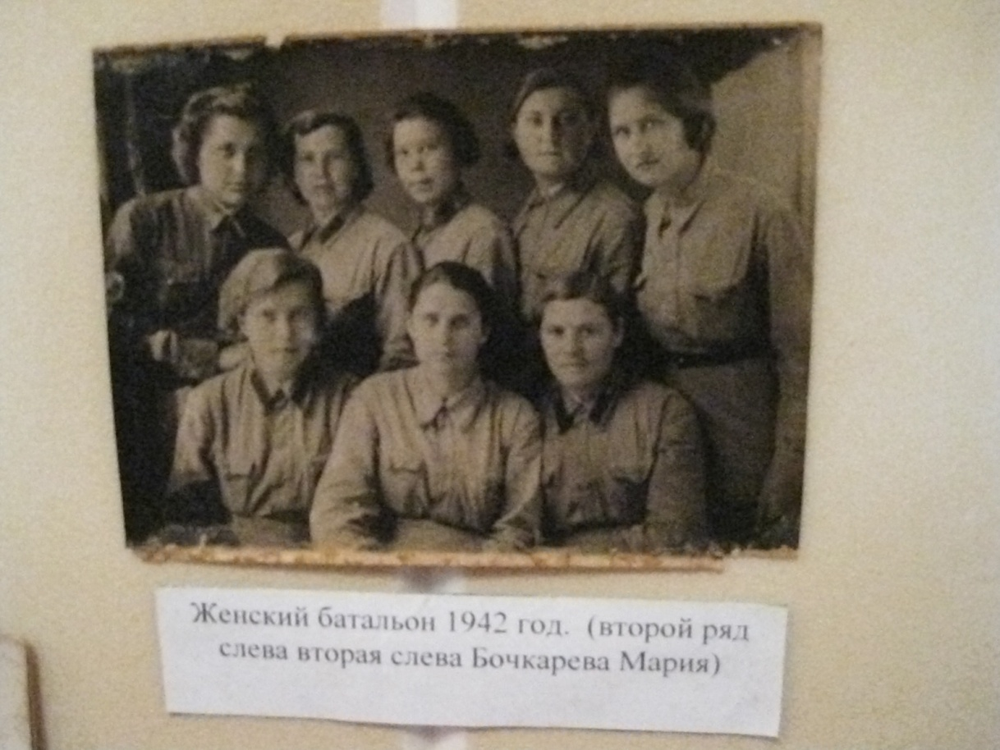 Женский батальон 1942 год. (второй ряд
слева вторая слева Бочкарева Мария)